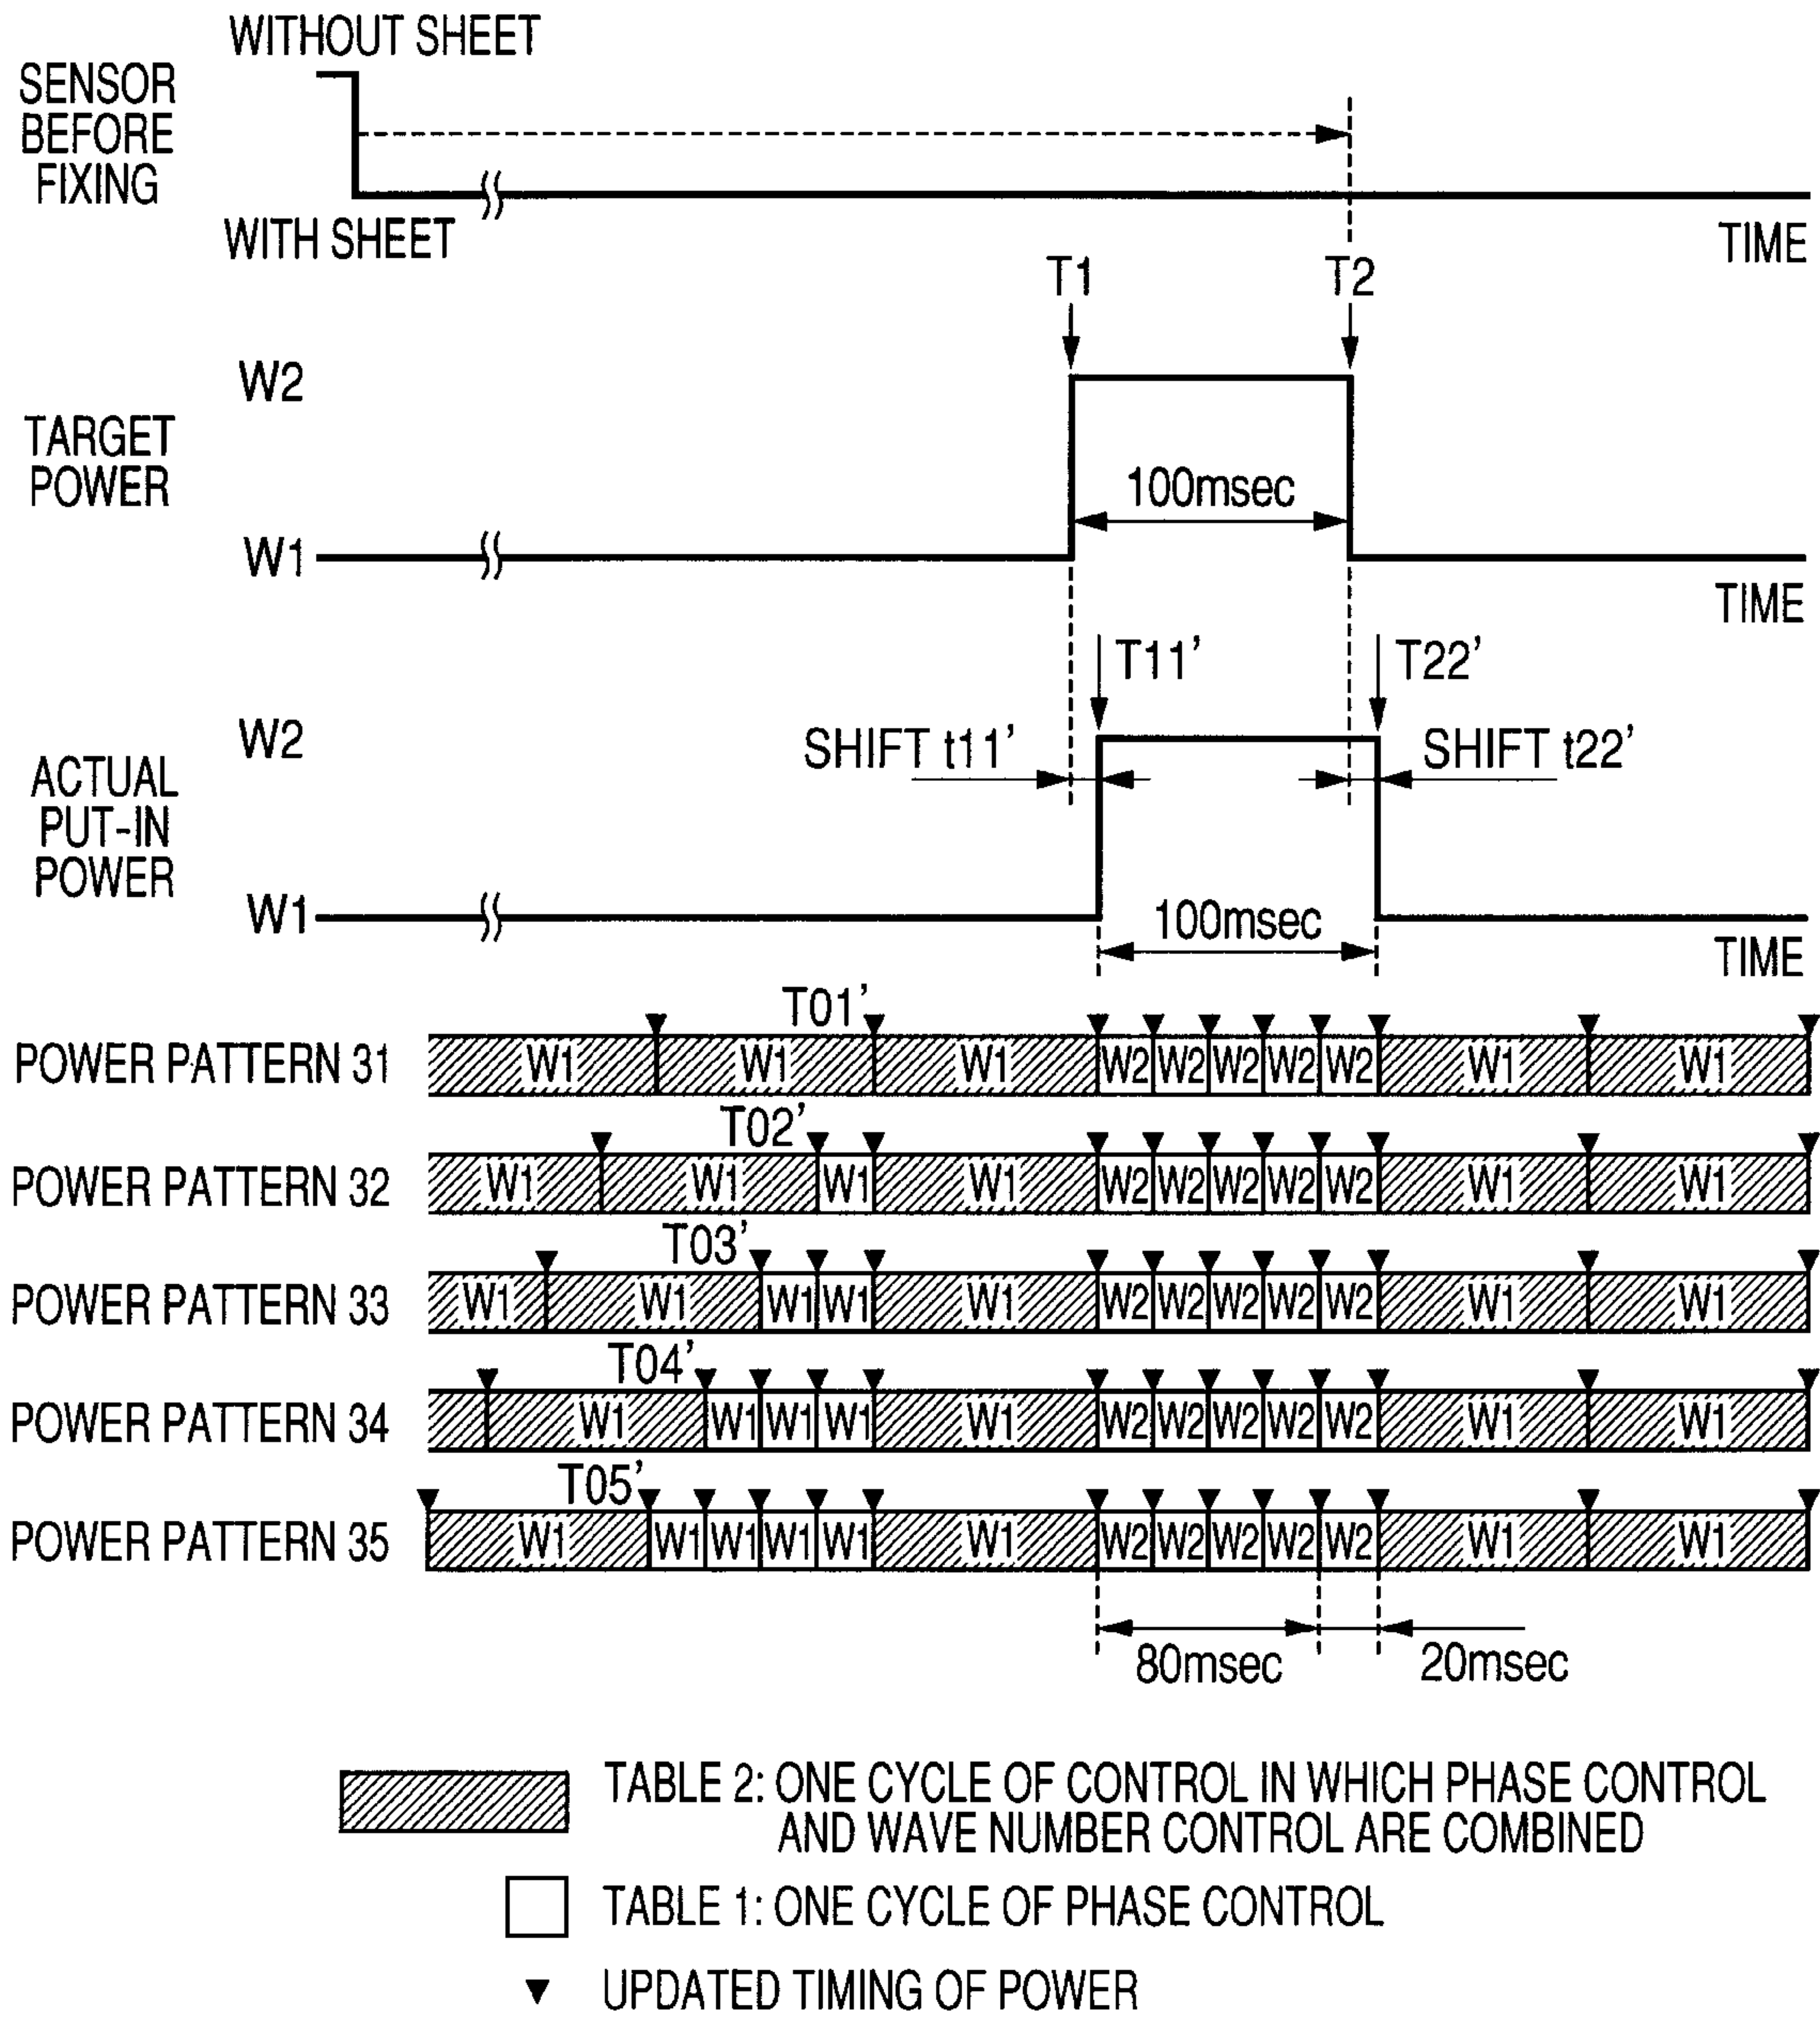 WITHOUT SHEET
SENSOR
BEFORE
FIXING
WITH SHEET
TIME
T1
T2
W2
TARGET
POWER
100msec
W1
TIME
T11'
T22'
W2
SHIFT t11'
SHIFT t22'
ACTUAL
PUT-IN
POWER
W1
100msec
TIME
T01'
POWER PATTERN 31 W1 W1 W1 W2 W2 W2 W2 W2 W1 W1
T02'
POWER PATTERN 32 W1 W1 W1 W1 W2 W2 W2 W2 W2 W1 W1
T03'
POWER PATTERN 33 W1 W1 W1 W1 W1 W2 W2 W2 W2 W2 W1 W1
T04'
POWER PATTERN 34 W1 W1 W1 W1 W1 W2 W2 W2 W2 W2 W1 W1
T05'
POWER PATTERN 35 W1 W1 W1 W1 W1 W1 W2 W2 W2 W2 W2 W1 W1
80msec
20msec
TABLE 2: ONE CYCLE OF CONTROL IN WHICH PHASE CONTROL
AND WAVE NUMBER CONTROL ARE COMBINED
TABLE 1: ONE CYCLE OF PHASE CONTROL
UPDATED TIMING OF POWER